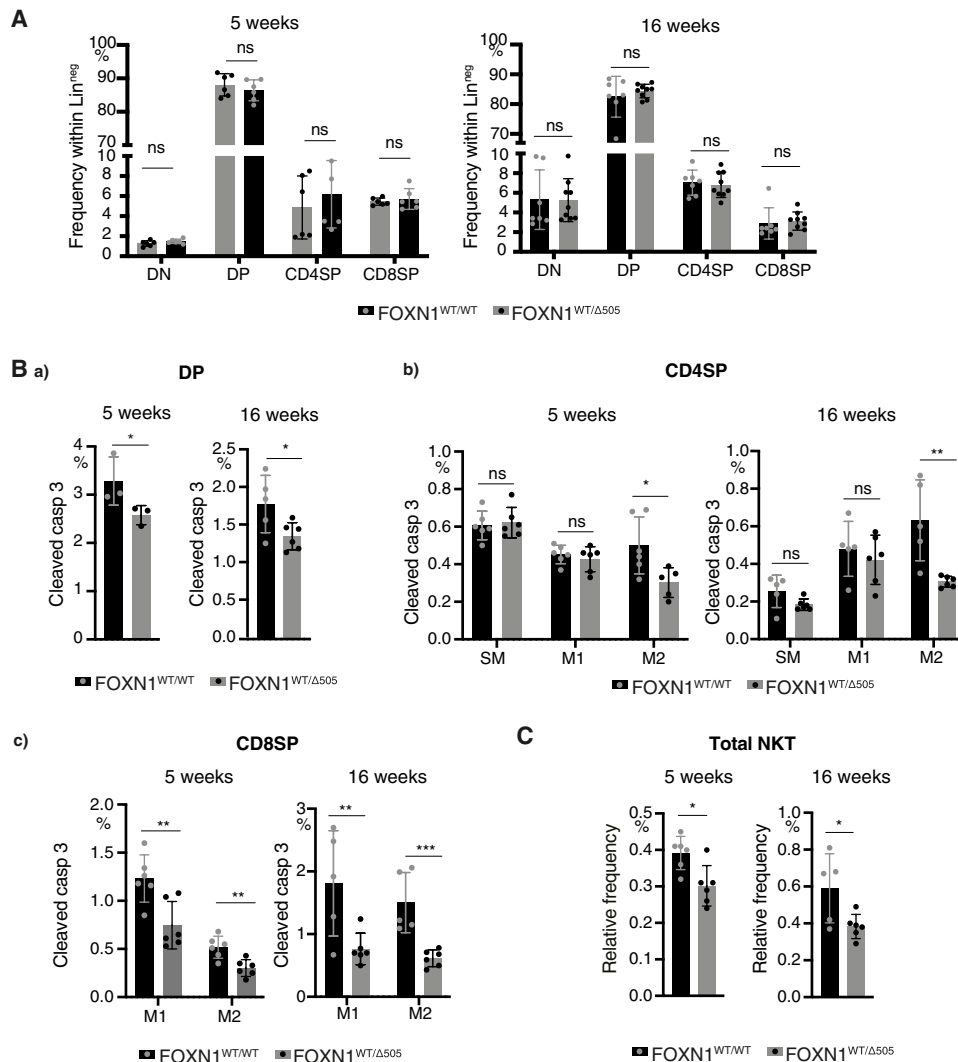 A
5 weeks
16 weeks
Frequency within Linneg
100
%
90
80
70
10
8
6
4
2
0
ns
ns
ns
ns
DN
DP
CD4SP
CD8SP
Frequency within Linneg
100
%
90
80
70
10
8
6
4
2
0
ns
ns
ns
ns
DN
DP
CD4SP
CD8SP
FOXN1WT/WT
FOXN1WT/Δ505
B a)
DP
5 weeks
16 weeks
Cleaved casp 3
4
%
3
2
1
0
*
Cleaved casp 3
2.5
%
2.0
1.5
1.0
0.5
0.0
*
FOXN1WT/WT
FOXN1WT/Δ505
b)
CD4SP
5 weeks
16 weeks
Cleaved casp 3
1.0
%
0.8
0.6
0.4
0.2
0.0
ns
ns
*
SM
M1
M2
Cleaved casp 3
1.0
%
0.8
0.6
0.4
0.2
0.0
ns
ns
**
SM
M1
M2
FOXN1WT/WT
FOXN1WT/Δ505
c)
CD8SP
5 weeks
16 weeks
Cleaved casp 3
2.0
%
1.5
1.0
0.5
0.0
**
**
M1
M2
Cleaved casp 3
3
%
2
1
0
**
***
M1
M2
FOXN1WT/WT
FOXN1WT/Δ505
C
Total NKT
5 weeks
16 weeks
Relative frequency
0.5
%
0.4
0.3
0.2
0.1
0.0
*
Relative frequency
1.0
%
0.8
0.6
0.4
0.2
0.0
*
FOXN1WT/WT
FOXN1WT/Δ505